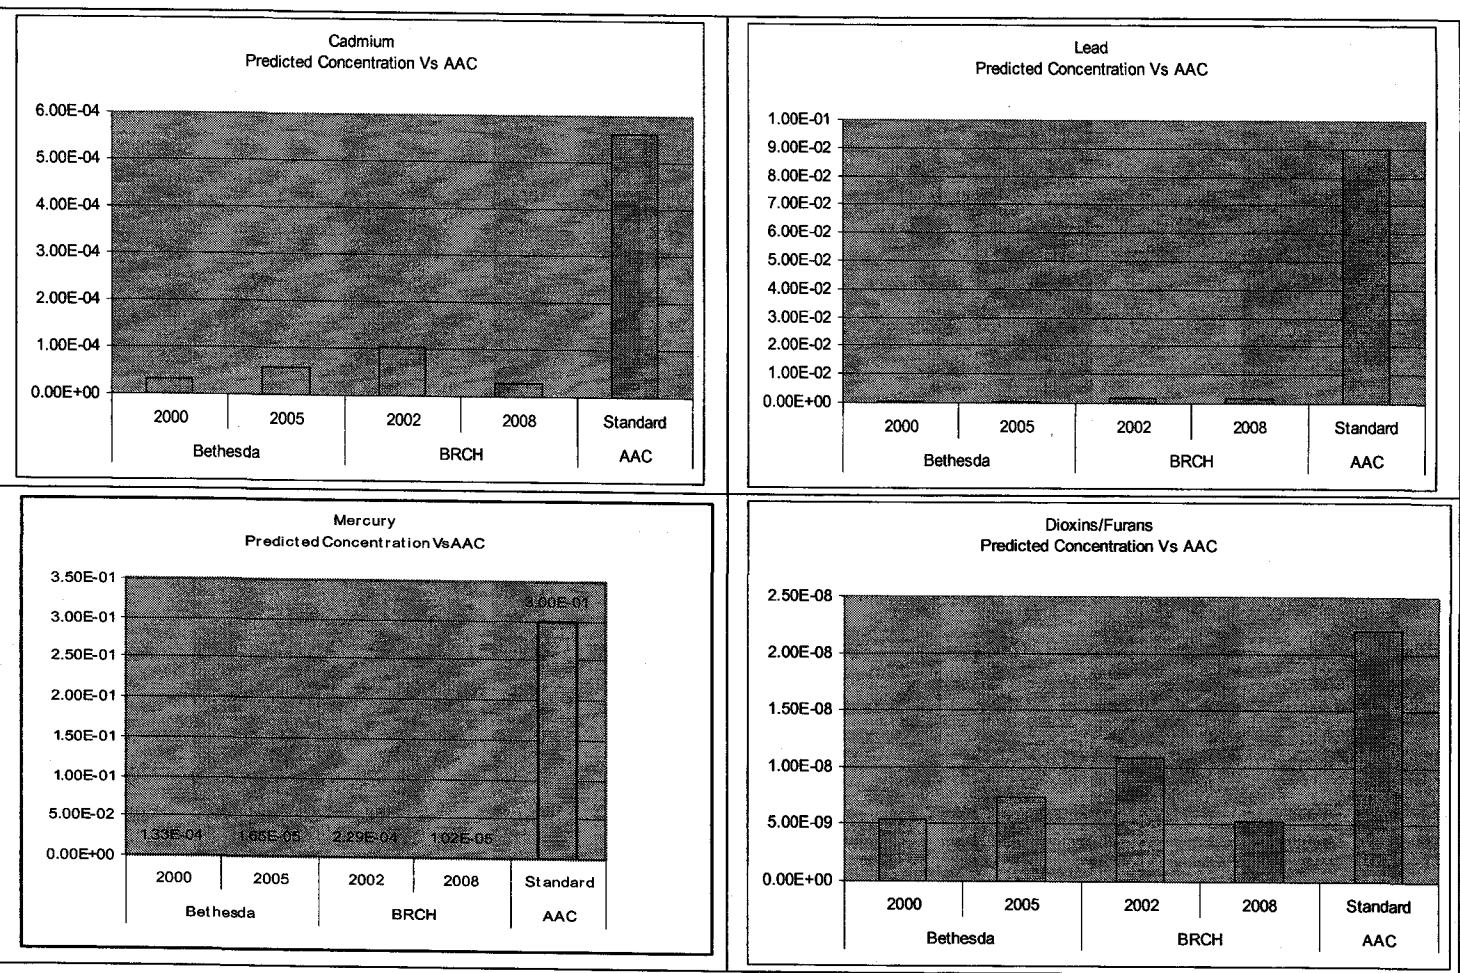 Cadmium
Predicted Concentration Vs AAC
6.00E-04
5.00E-04
4.00E-04
3.00E-04
2.00E-04
1.00E-04
0.00E+00
2000 2005 2002 2008 Standard
Bethesda BRCH AAC
Lead
Predicted Concentration Vs AAC
1.00E-01
9.00E-02
8.00E-02
7.00E-02
6.00E-02
5.00E-02
4.00E-02
3.00E-02
2.00E-02
1.00E-02
0.00E+00
2000 2005 2002 2008 Standard
Bethesda BRCH AAC
Mercury
Predicted Concentration Vs AAC
3.50E-01
3.00E-01
2.50E-01
2.00E-01
1.50E-01
1.00E-01
5.00E-02
0.00E+00
3.00E-01
1.33E-04 1.65E-05 2.29E-04 1.02E-05
2000 2005 2002 2008 Standard
Bethesda BRCH AAC
Dioxins/Furans
Predicted Concentration Vs AAC
2.50E-08
2.00E-08
1.50E-08
1.00E-08
5.00E-09
0.00E+00
2000 2005 2002 2008 Standard
Bethesda BRCH AAC